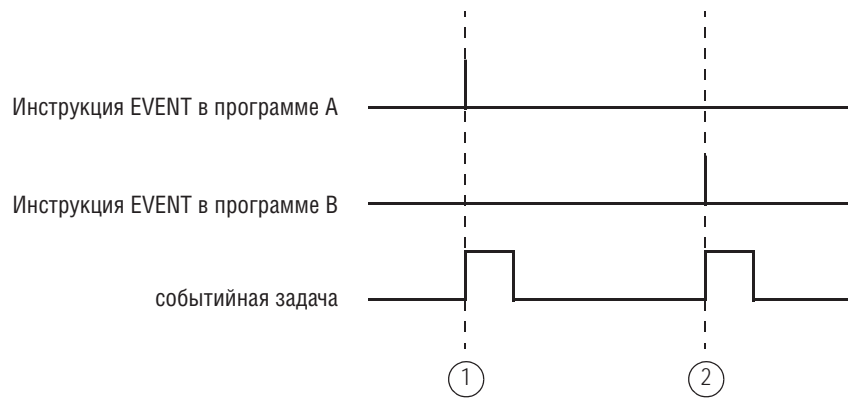 Инструкция EVENT в программе A
Инструкция EVENT в программе B
событийная задача
1
2